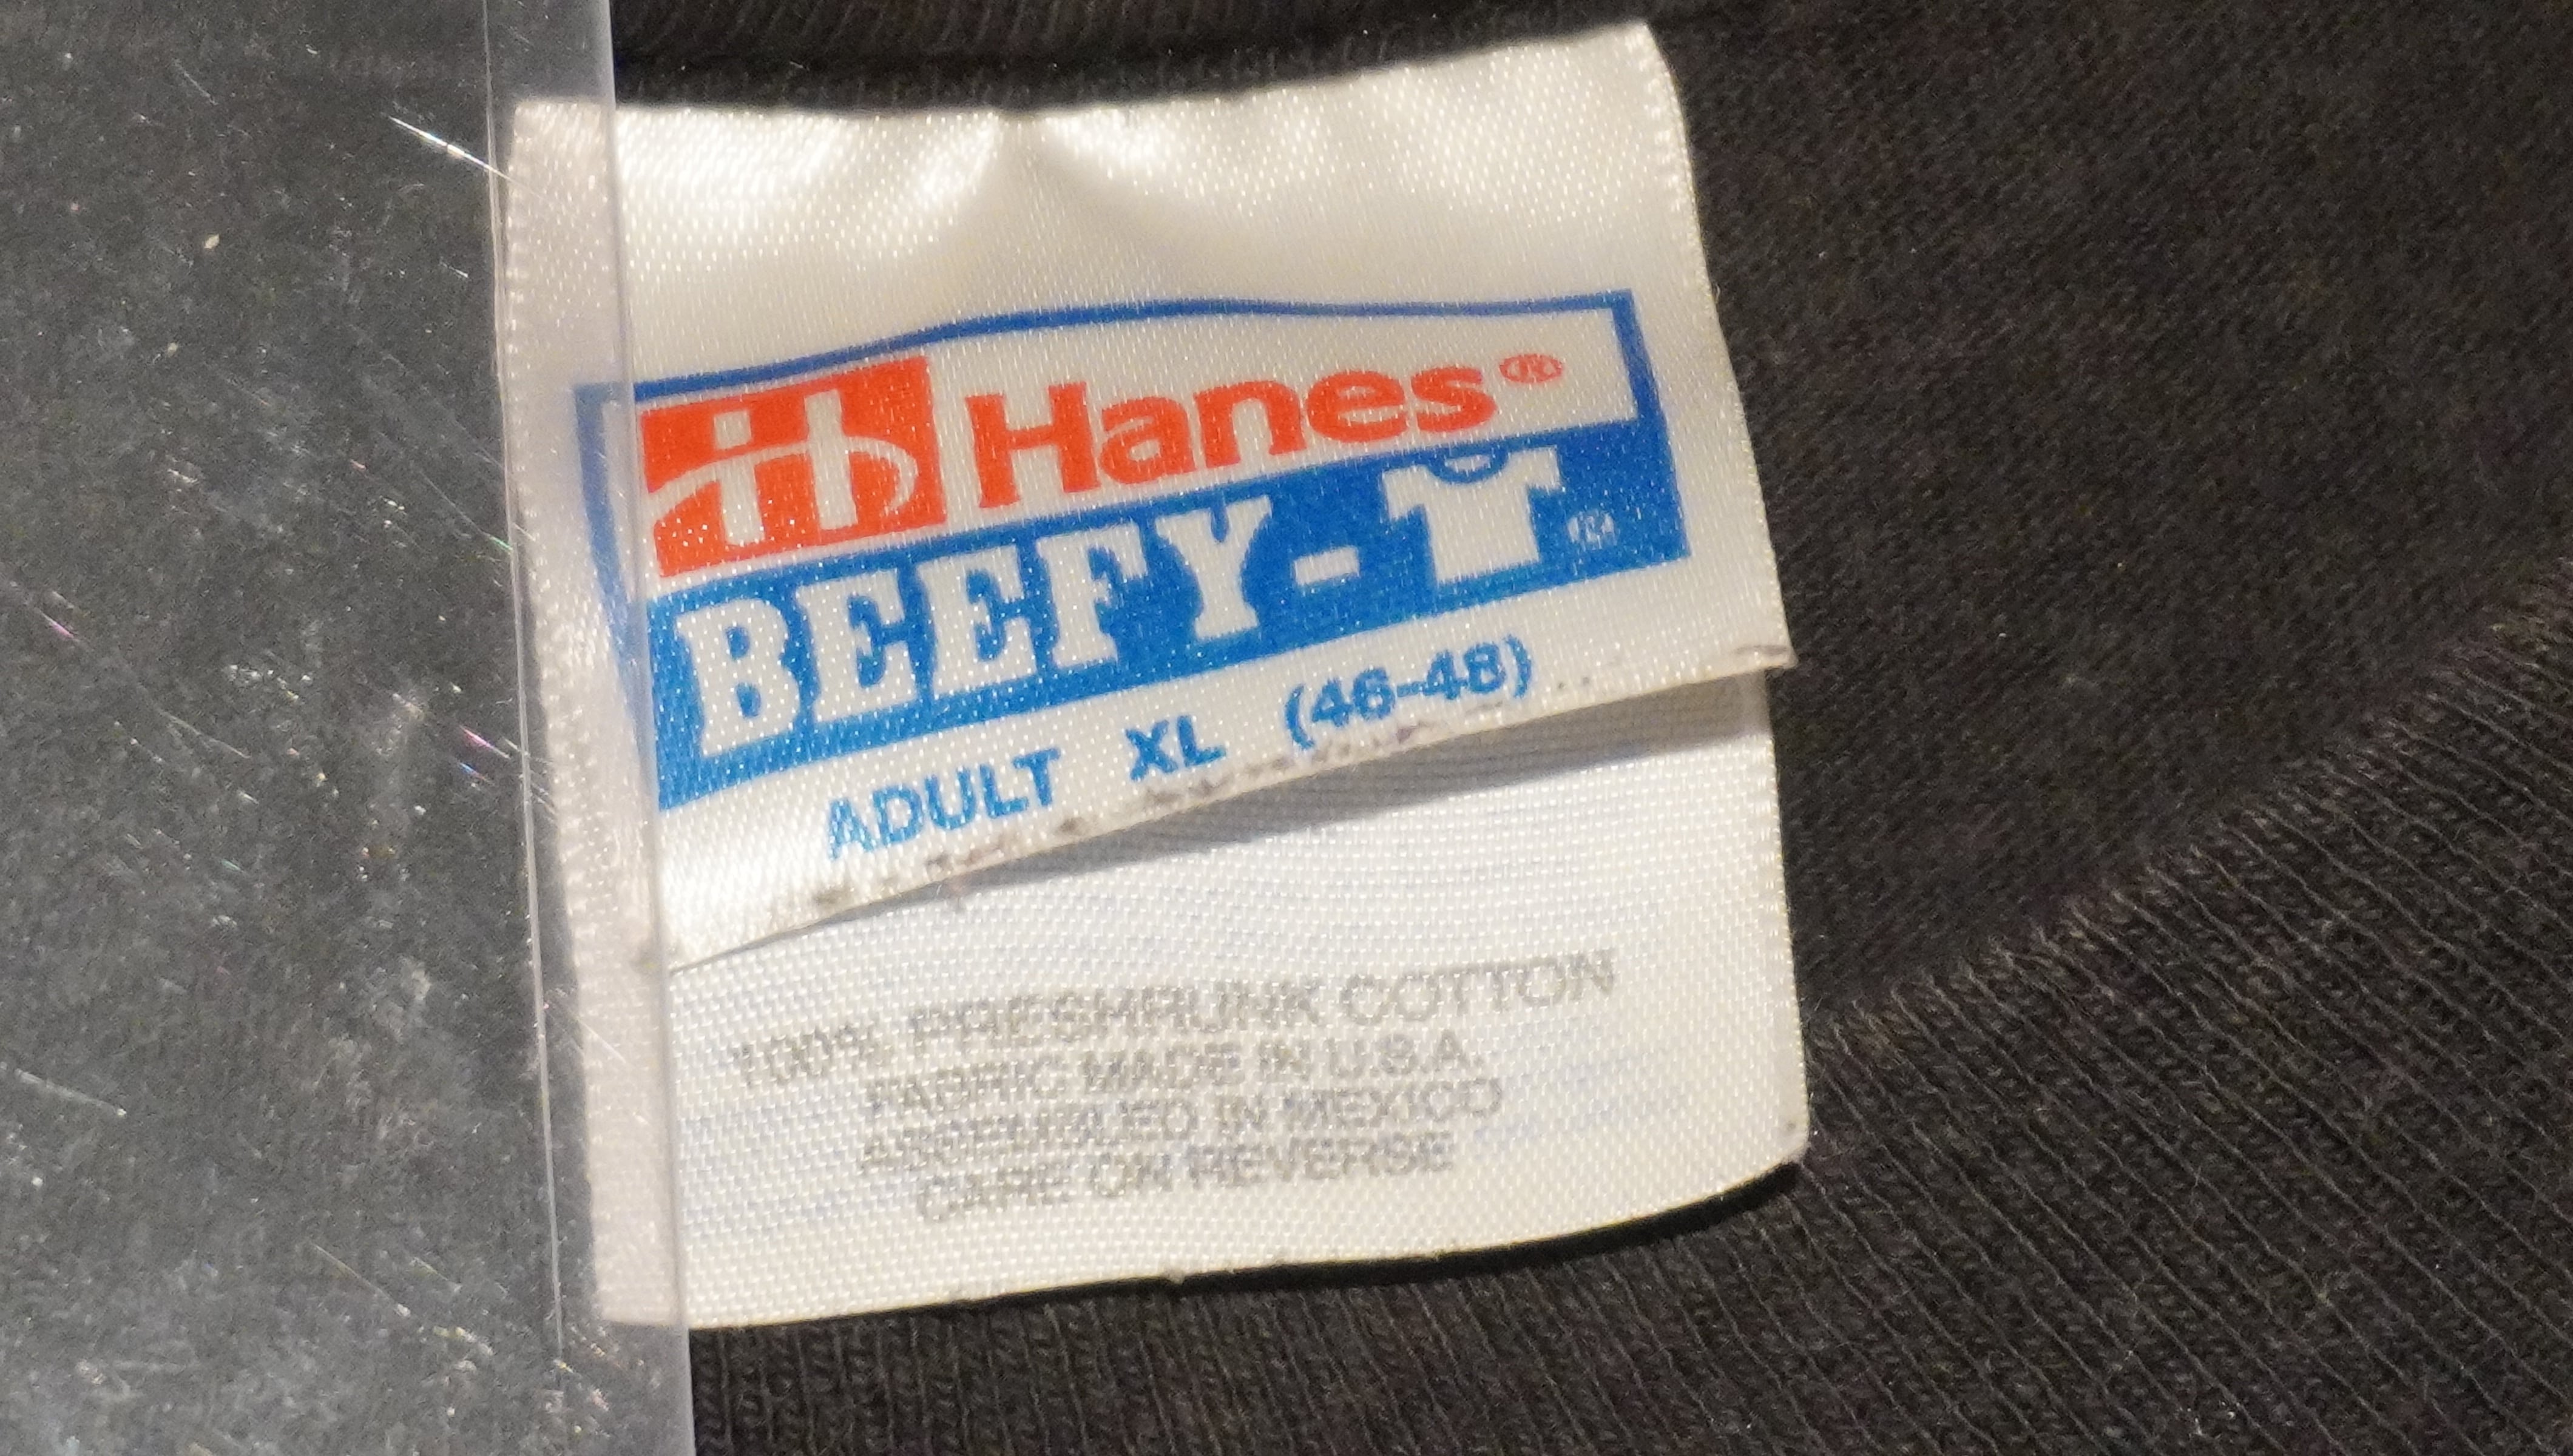 Hanes®
BEEFY-T®
ADULT XL (46-48)
100% PRESHRUNK COTTON
FABRIC MADE IN U.S.A.
ASSEMBLED IN MEXICO
CARE ON REVERSE